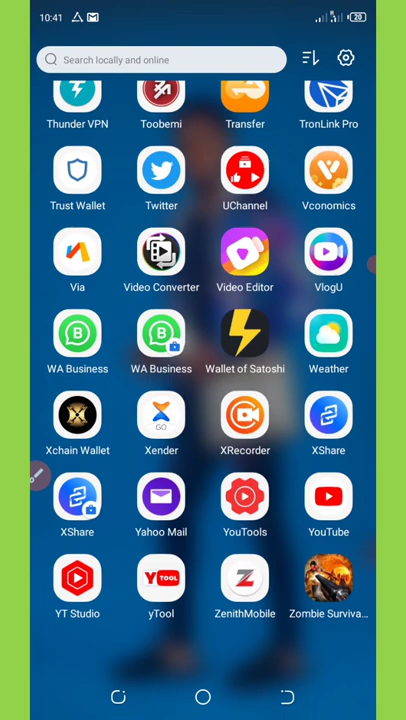 10:41 20
Search locally and online
Thunder VPN Toobemi Transfer TronLink Pro
Trust Wallet Twitter UChannel Vconomics
Via Video Converter Video Editor VlogU
B B
WA Business WA Business Wallet of Satoshi Weather
GO
Xchain Wallet Xender XRecorder XShare
XShare Yahoo Mail YouTools YouTube
YTOOL
YT Studio yTool ZenithMobile Zombie Surviva...